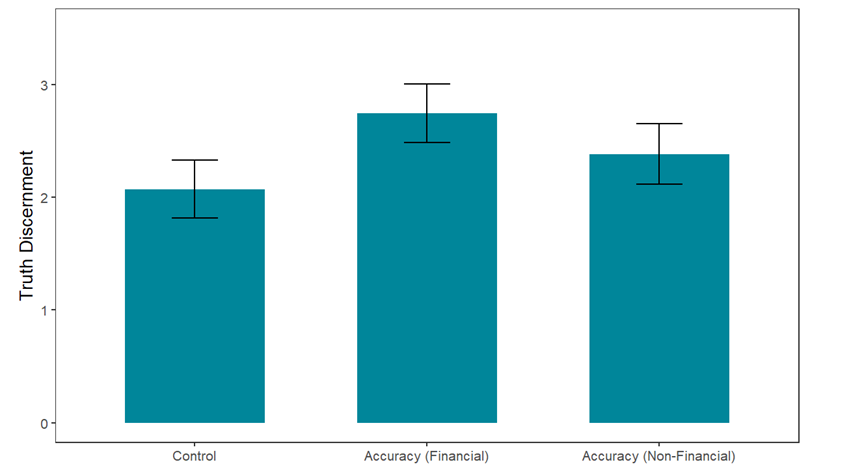 Truth Discernment
3
2
1
0
Control
Accuracy (Financial)
Accuracy (Non-Financial)